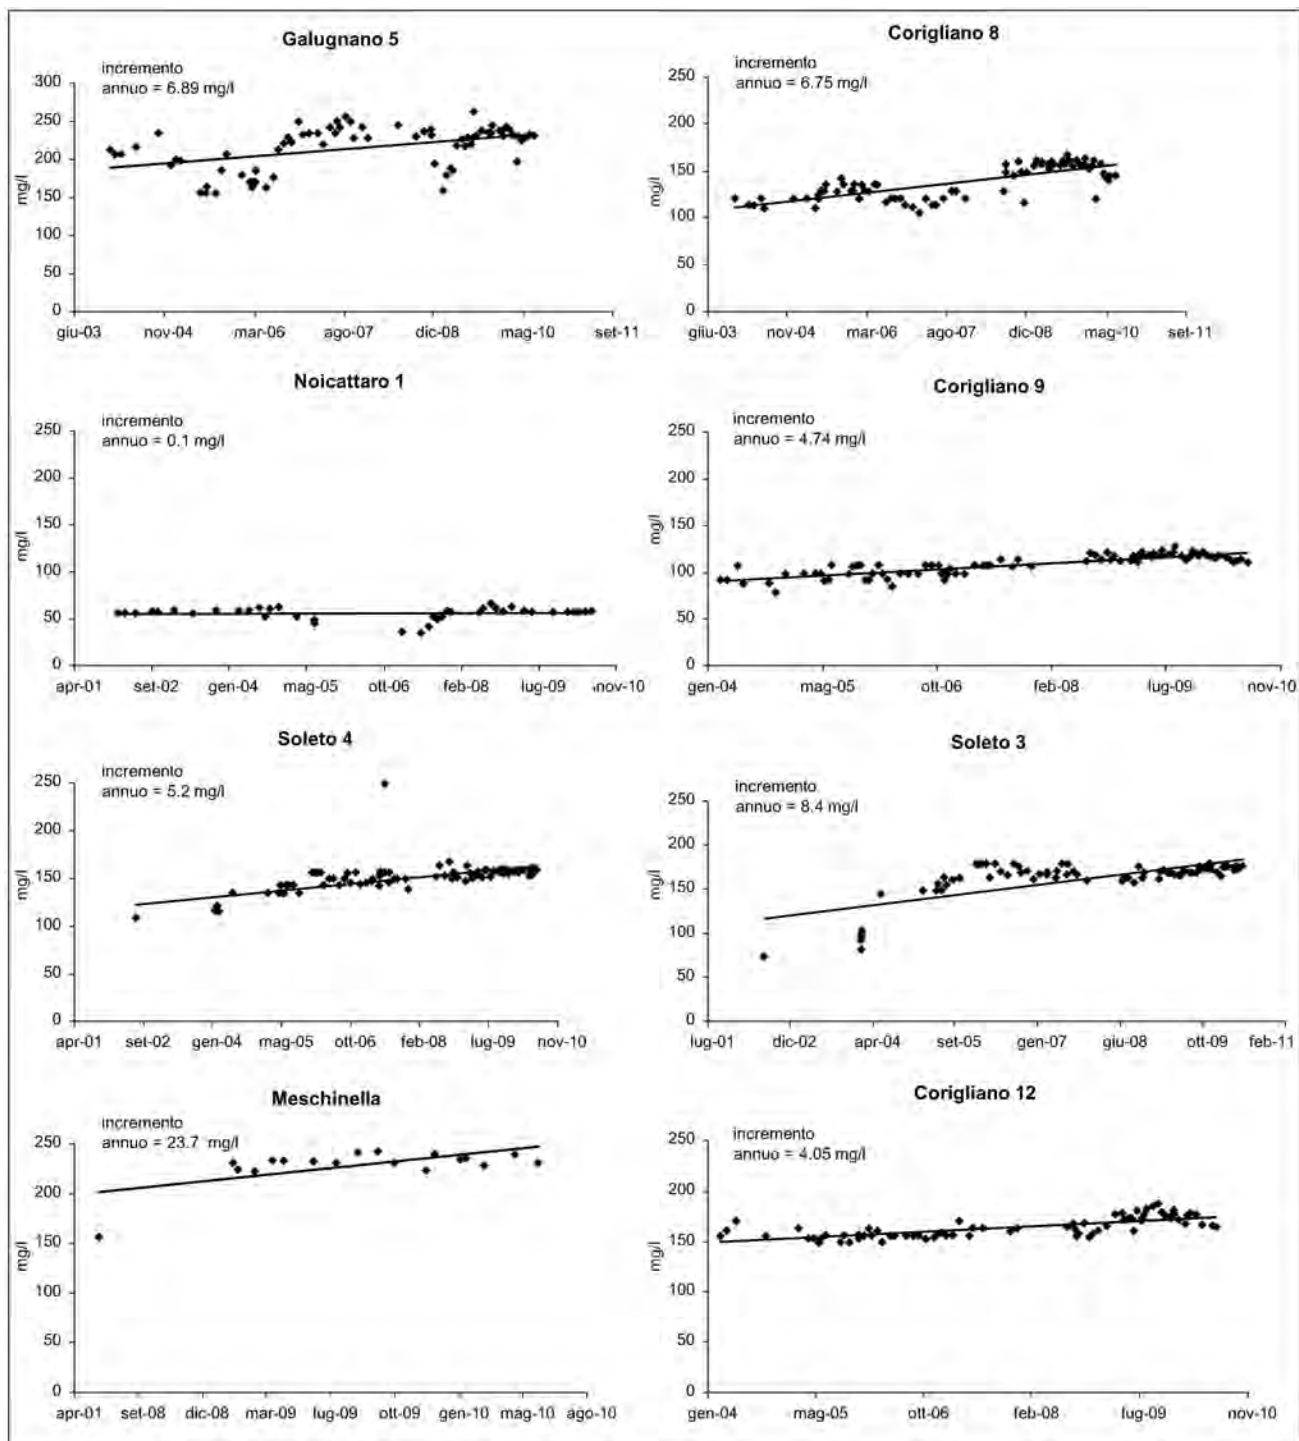 Galugnano 5
incremento
annuo = 6.89 mg/l
300
250
200
150
100
50
0
mg/l
giu-03 nov-04 mar-06 ago-07 dic-08 mag-10 set-11
Corigliano 8
incremento
annuo = 6.75 mg/l
250
200
150
100
50
0
mg/l
giiu-03 nov-04 mar-06 ago-07 dic-08 mag-10 set-11
Noicattaro 1
incremento
annuo = 0.1 mg/l
250
200
150
100
50
0
mg/l
apr-01 set-02 gen-04 mag-05 ott-06 feb-08 lug-09 nov-10
Corigliano 9
incremento
annuo = 4.74 mg/l
250
200
150
100
50
0
mg/l
gen-04 mag-05 ott-06 feb-08 lug-09 nov-10
Soleto 4
incremento
annuo = 5.2 mg/l
250
200
150
100
50
0
mg/l
apr-01 set-02 gen-04 mag-05 ott-06 feb-08 lug-09 nov-10
Soleto 3
incremento
annuo = 8.4 mg/l
250
200
150
100
50
0
mg/l
lug-01 dic-02 apr-04 set-05 gen-07 giu-08 ott-09 feb-11
Meschinella
incremento
annuo = 23.7 mg/l
250
200
150
100
50
0
mg/l
apr-01 set-08 dic-08 mar-09 lug-09 ott-09 gen-10 mag-10 ago-10
Corigliano 12
incremento
annuo = 4.05 mg/l
250
200
150
100
50
0
mg/l
gen-04 mag-05 ott-06 feb-08 lug-09 nov-10